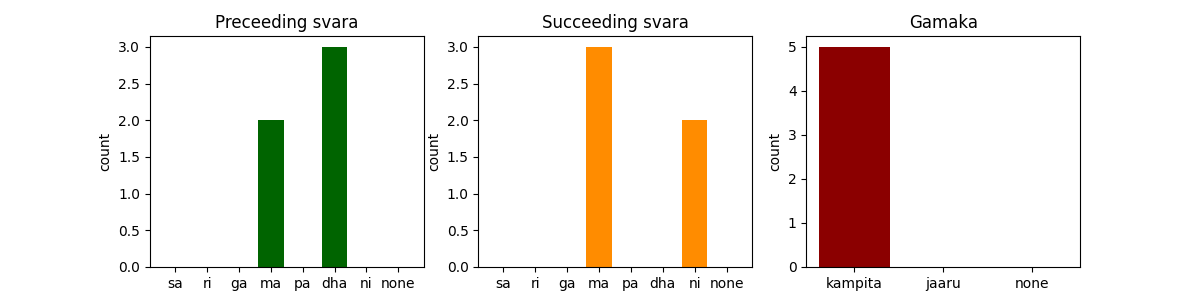 Preceeding svara
count
3.0
2.5
2.0
1.5
1.0
0.5
0.0
sa ri ga ma pa dha ni none
Succeeding svara
count
3.0
2.5
2.0
1.5
1.0
0.5
0.0
sa ri ga ma pa dha ni none
Gamaka
count
5
4
3
2
1
0
kampita jaaru none